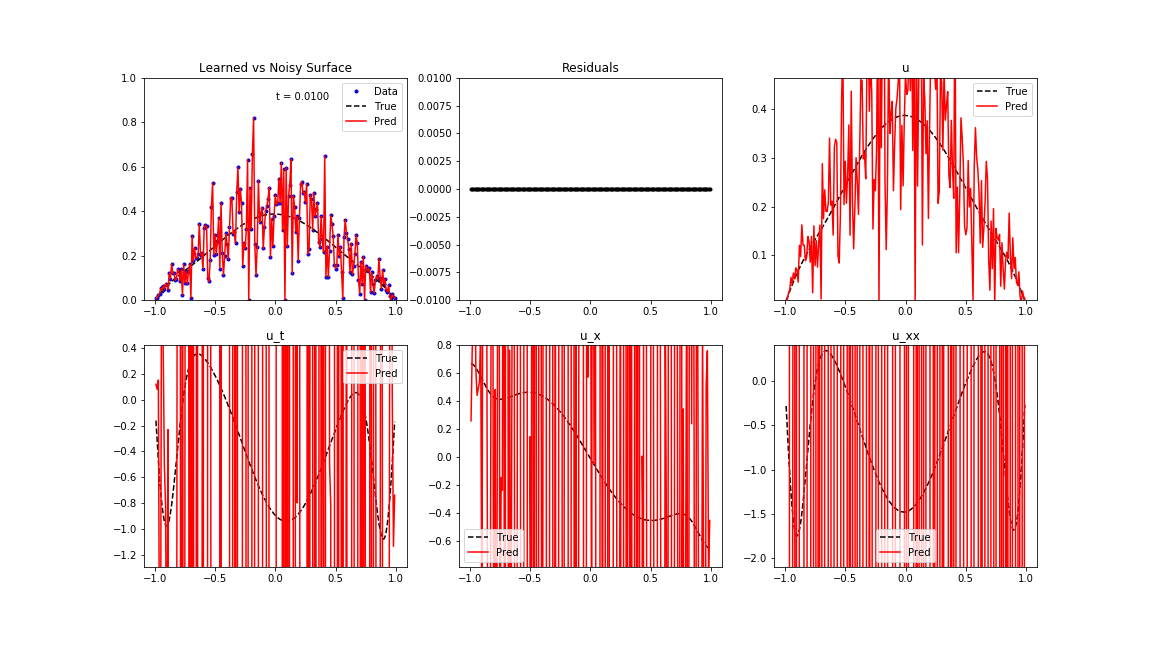 Learned vs Noisy Surface
1.0
0.8
0.6
0.4
0.2
0.0
−1.0 −0.5 0.0 0.5 1.0
t = 0.0100
Data
True
Pred
Residuals
0.0100
0.0075
0.0050
0.0025
0.0000
−0.0025
−0.0050
−0.0075
−0.0100
−1.0 −0.5 0.0 0.5 1.0
u
0.4
0.3
0.2
0.1
−1.0 −0.5 0.0 0.5 1.0
True
Pred
u_t
0.4
0.2
0.0
−0.2
−0.4
−0.6
−0.8
−1.0
−1.2
−1.0 −0.5 0.0 0.5 1.0
True
Pred
u_x
0.8
0.6
0.4
0.2
0.0
−0.2
−0.4
−0.6
−1.0 −0.5 0.0 0.5 1.0
True
Pred
u_xx
0.0
−0.5
−1.0
−1.5
−2.0
−1.0 −0.5 0.0 0.5 1.0
True
Pred